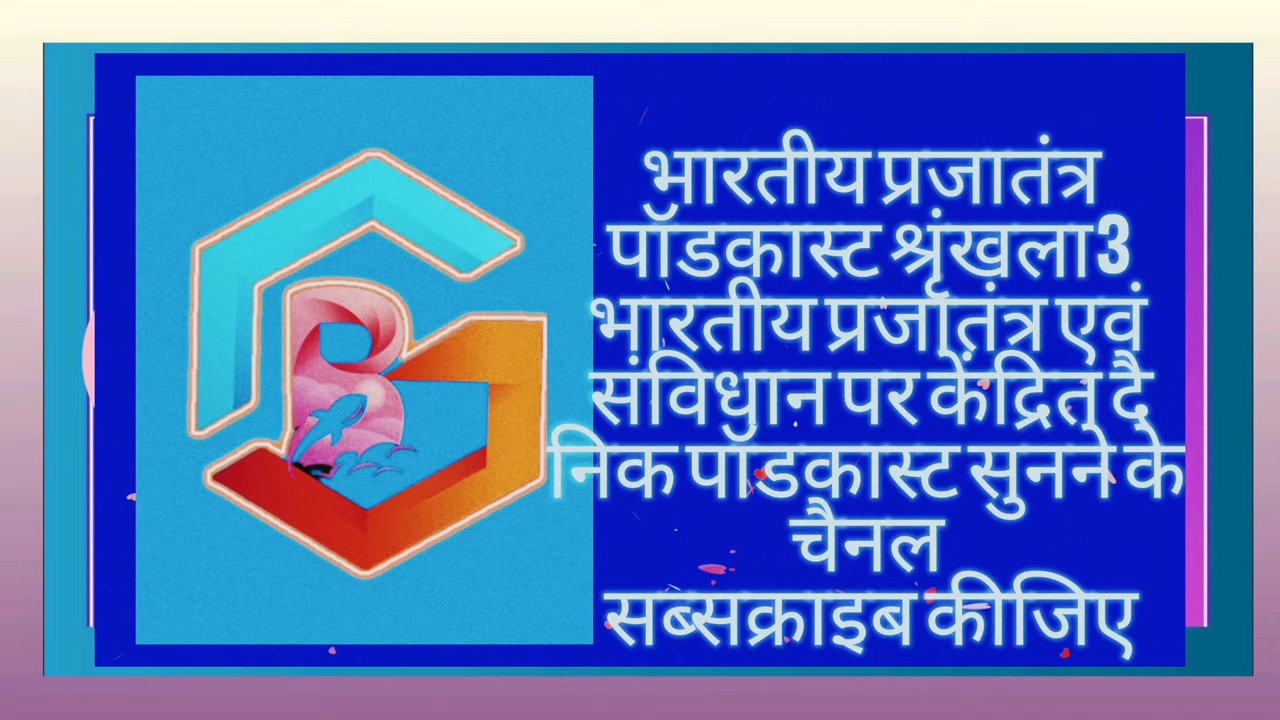 भारतीय प्रजातंत्र
पॉडकास्ट श्रृंखला3
भारतीय प्रजातंत्र एवं
संविधान पर केंद्रित दै
निक पॉडकास्ट सुनने के
चैनल
सब्सक्राइब कीजिए